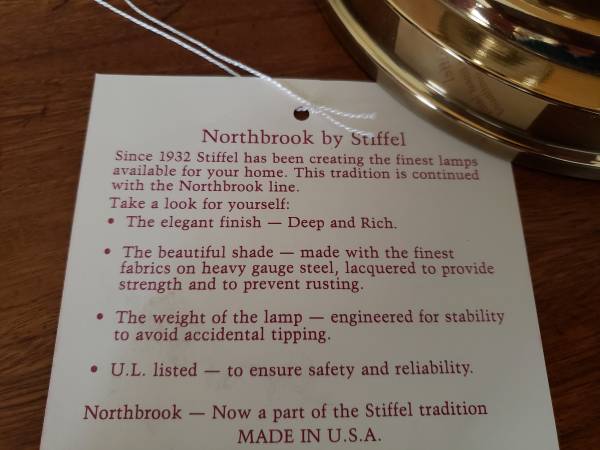 Northbrook by Stiffel
Since 1932 Stiffel has been creating the finest lamps
available for your home. This tradition is continued
with the Northbrook line.
Take a look for yourself:
• The elegant finish — Deep and Rich.
• The beautiful shade — made with the finest
fabrics on heavy gauge steel, lacquered to provide
strength and to prevent rusting.
• The weight of the lamp — engineered for stability
to avoid accidental tipping.
• U.L. listed — to ensure safety and reliability.
Northbrook — Now a part of the Stiffel tradition
MADE IN U.S.A.